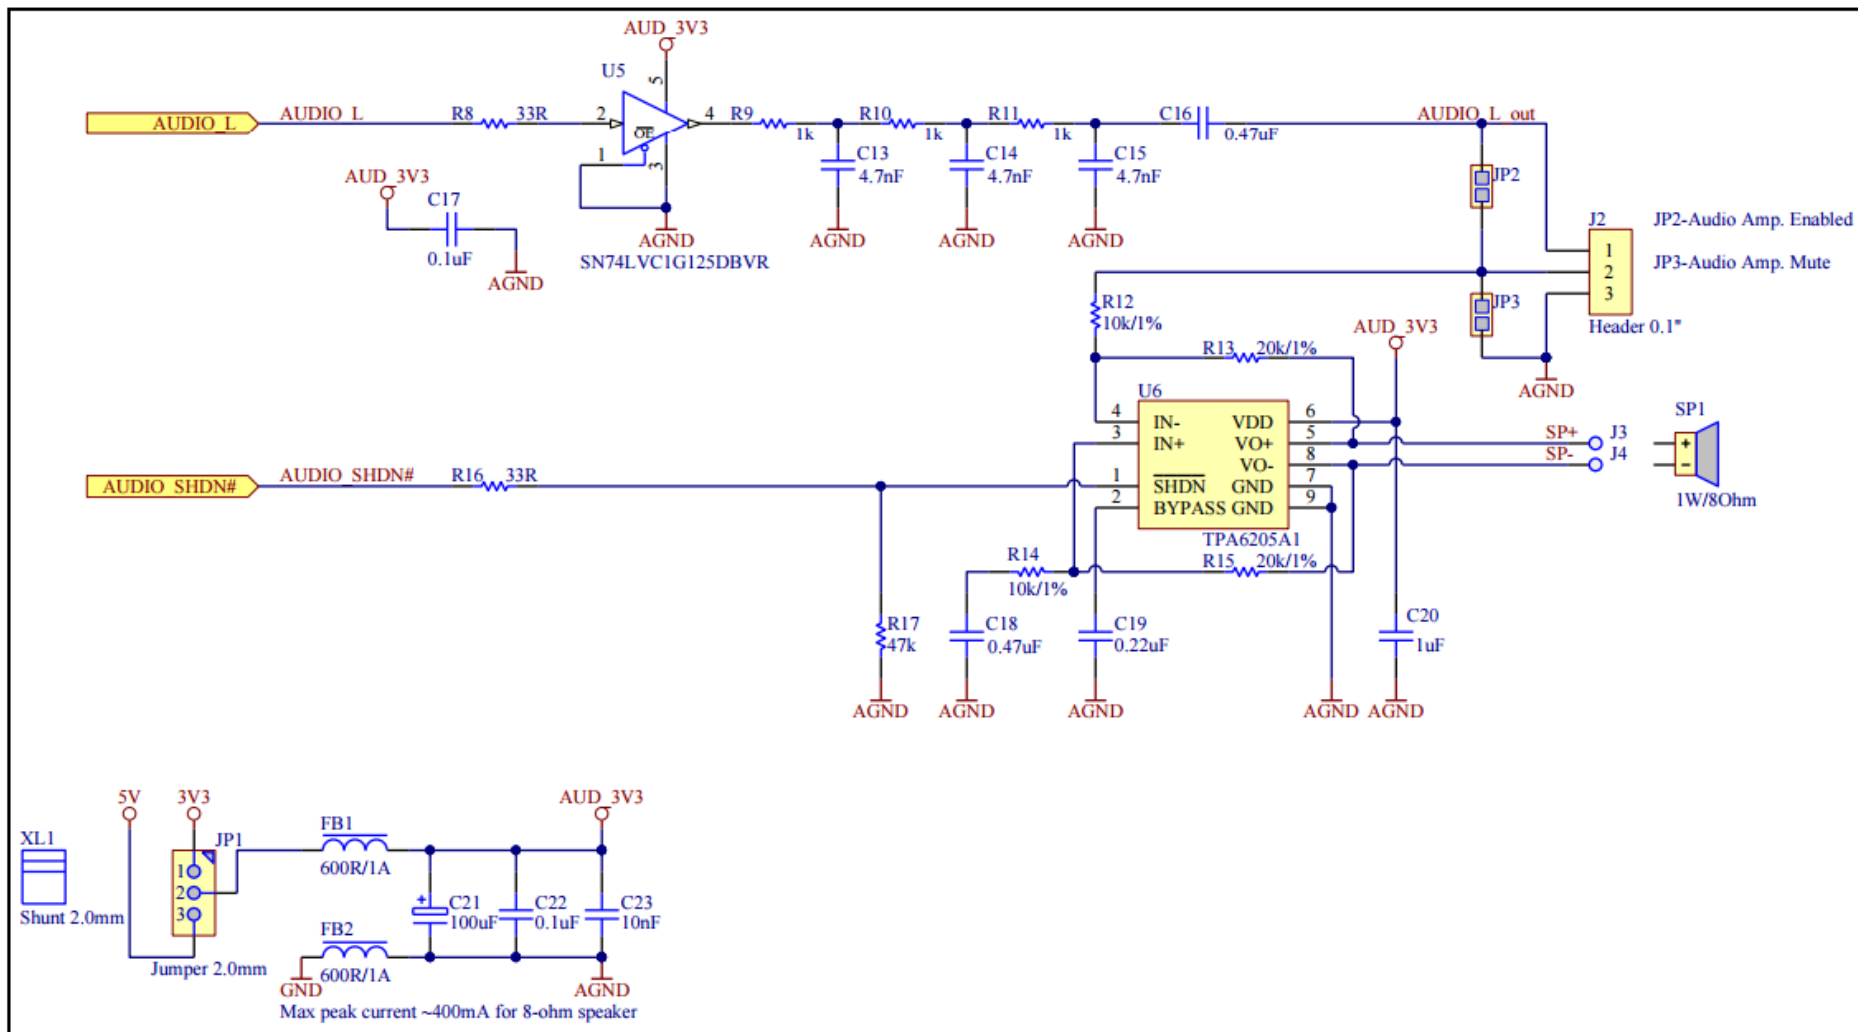 AUD_3V3
U5
5
AUDIO_L
AUDIO_L
R8
33R
2
OE
4
R9
1k
R10
1k
R11
1k
C16
0.47uF
AUDIO_L_out
1
3
C13
4.7nF
C14
4.7nF
C15
4.7nF
JP2
AUD_3V3
C17
0.1uF
AGND
AGND
SN74LVC1G125DBVR
AGND
AGND
AGND
J2
1
2
3
Header 0.1"
JP2-Audio Amp. Enabled
JP3-Audio Amp. Mute
JP3
AGND
R12
10k/1%
R13
20k/1%
AUD_3V3
U6
4
IN-
VDD
6
3
IN+
VO+
5
VO-
8
1
SHDN
GND
7
2
BYPASS
GND
9
TPA6205A1
SP+
J3
SP-
J4
SP1
+
-
1W/8Ohm
AUDIO_SHDN#
AUDIO_SHDN#
R16
33R
R14
10k/1%
R15
20k/1%
R17
47k
C18
0.47uF
C19
0.22uF
C20
1uF
AGND
AGND
AGND
AGND
AGND
XL1
Shunt 2.0mm
5V
3V3
JP1
1
2
3
Jumper 2.0mm
FB1
600R/1A
AUD_3V3
+
C21
100uF
C22
0.1uF
C23
10nF
FB2
600R/1A
GND
AGND
Max peak current ~400mA for 8-ohm speaker